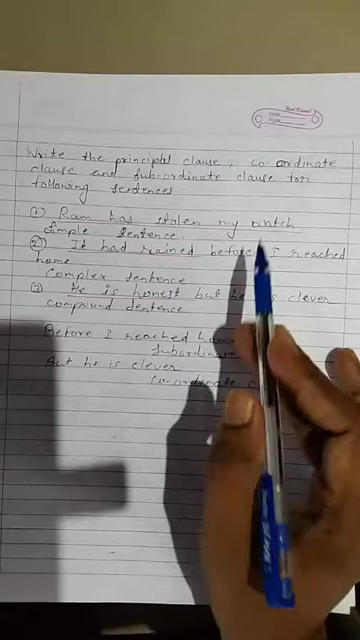 Write the principal clause, co-ordinate
clause and sub-ordinate clause for
following sentences
(1) Ram has stolen my watch
Simple sentence
(2) It had rained before I reached
home
Complex sentence
(3) He is honest but he is clever
compound sentence
Before I reached home
Subordinate
But he is clever
Co-ordinate c